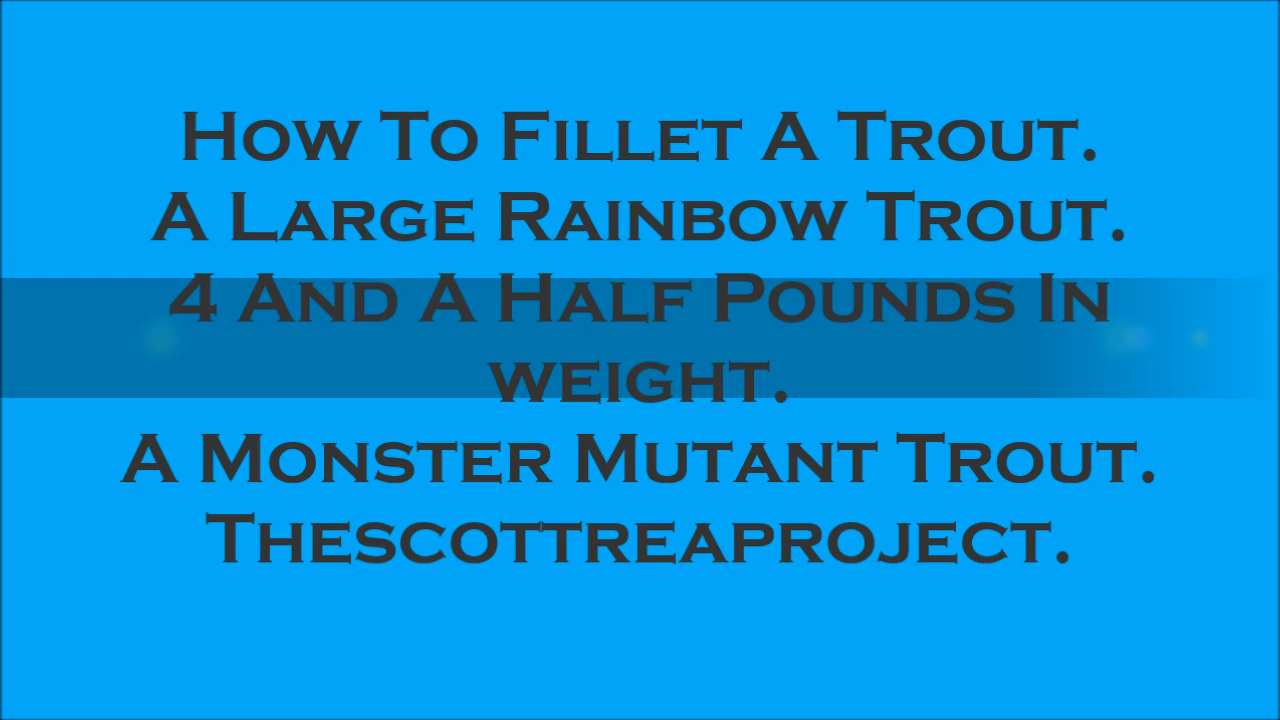 How To Fillet A Trout.
A Large Rainbow Trout.
4 And A Half Pounds In
weight.
A Monster Mutant Trout.
Thescottreaproject.